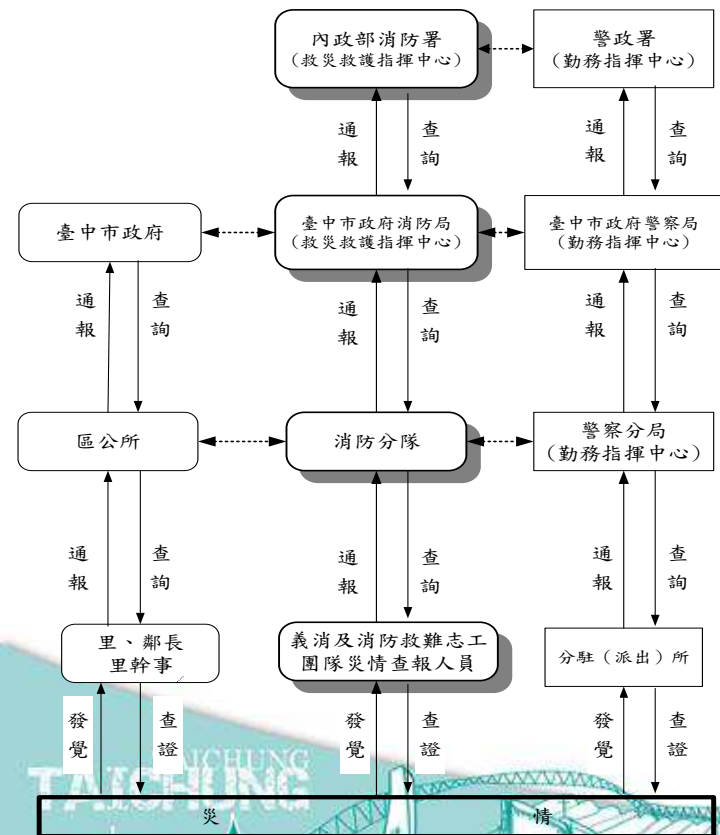 內政部消防署
(救災救護指揮中心)
警政署
(勤務指揮中心)
通報
查詢
通報
查詢
臺中市政府
臺中市政府消防局
(救災救護指揮中心)
臺中市政府警察局
(勤務指揮中心)
通報
查詢
通報
查詢
通報
查詢
區公所
消防分隊
警察分局
(勤務指揮中心)
通報
查詢
通報
查詢
通報
查詢
里、鄰長
里幹事
義消及消防救難志工
團隊災情查報人員
分駐（派出）所
發覺
查證
發覺
查證
發覺
查證
TAICHUNG
TAICHUNG
災情